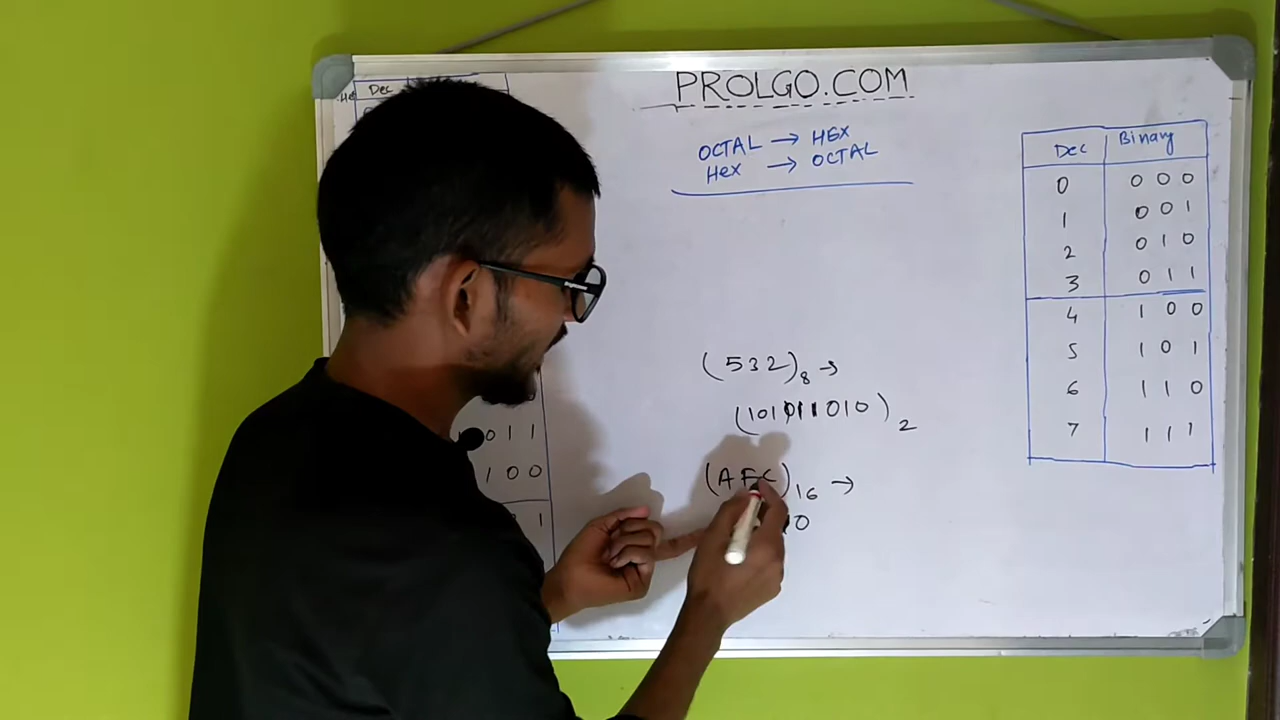 PROLGO.COM
OCTAL → HEX
Hex → OCTAL
Dec
Dec Binary
0 0 0 0
1 0 0 1
2 0 1 0
3 0 1 1
4 1 0 0
5 1 0 1
6 1 1 0
7 1 1 1
(532)8 →
(101011010)2
0 1 1
1 0 0
1
(AFC)16 →
10